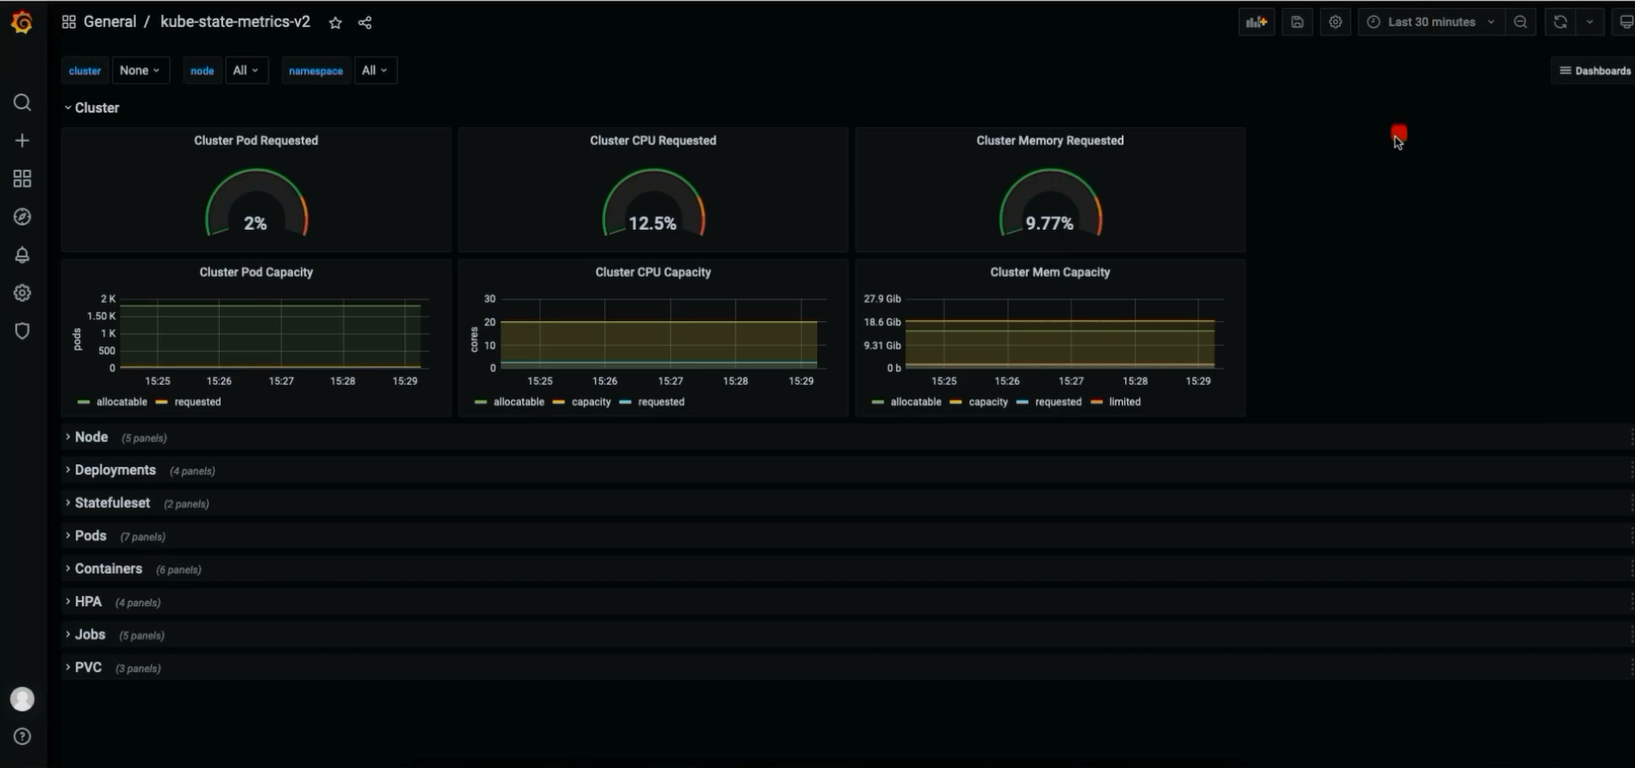 General / kube-state-metrics-v2
Last 30 minutes
cluster None node All namespace All
Dashboards
Cluster
Cluster Pod Requested
2%
Cluster CPU Requested
12.5%
Cluster Memory Requested
9.77%
Cluster Pod Capacity
pods
2 K
1.50 K
1 K
500
0
15:25 15:26 15:27 15:28 15:29
allocatable requested
Cluster CPU Capacity
cores
30
20
10
0
15:25 15:26 15:27 15:28 15:29
allocatable capacity requested
Cluster Mem Capacity
27.9 Gib
18.6 Gib
9.31 Gib
0 b
15:25 15:26 15:27 15:28 15:29
allocatable capacity requested limited
Node (5 panels)
Deployments (4 panels)
Statefuleset (2 panels)
Pods (7 panels)
Containers (6 panels)
HPA (4 panels)
Jobs (5 panels)
PVC (3 panels)